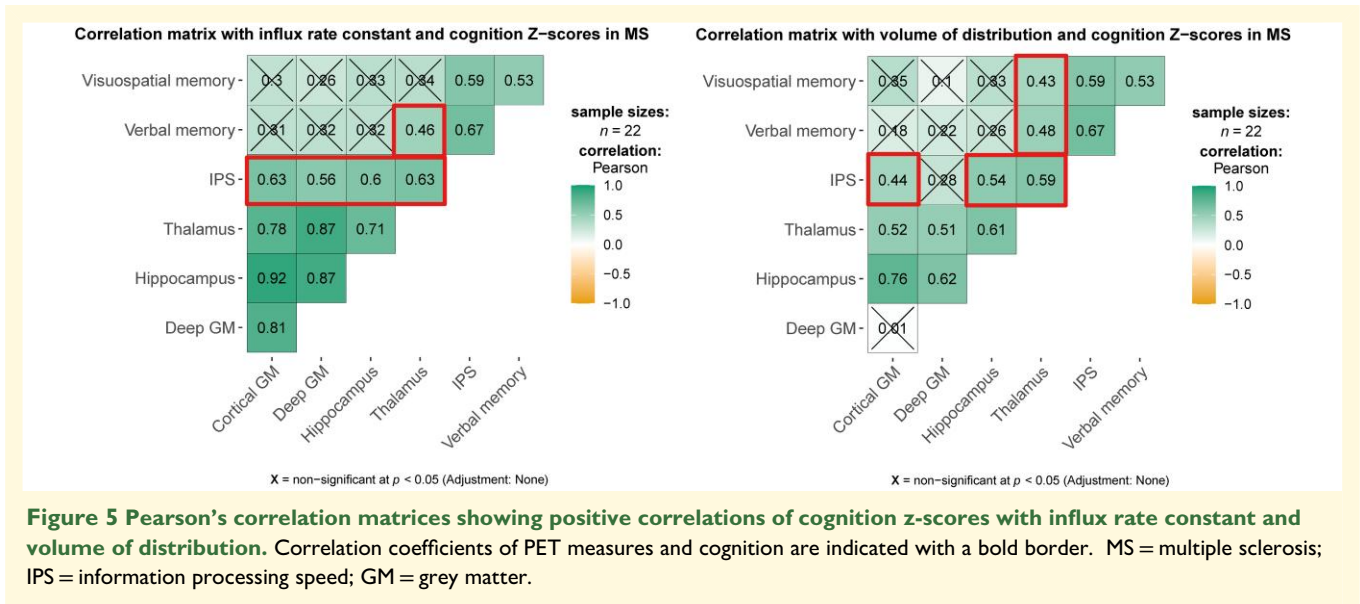 Correlation matrix with influx rate constant and cognition Z−scores in MS
Visuospatial memory 0.3 0.26 0.33 0.34 0.59 0.53
Verbal memory 0.31 0.32 0.32 0.46 0.67
IPS 0.63 0.56 0.6 0.63
Thalamus 0.78 0.87 0.71
Hippocampus 0.92 0.87
Deep GM 0.81
Cortical GM Deep GM Hippocampus Thalamus IPS Verbal memory
sample sizes:
n = 22
correlation:
Pearson
1.0
0.5
0.0
−0.5
−1.0
X = non−significant at p < 0.05 (Adjustment: None)
Correlation matrix with volume of distribution and cognition Z−scores in MS
Visuospatial memory 0.35 0.1 0.33 0.43 0.59 0.53
Verbal memory 0.18 0.22 0.26 0.48 0.67
IPS 0.44 0.28 0.54 0.59
Thalamus 0.52 0.51 0.61
Hippocampus 0.76 0.62
Deep GM 0.01
Cortical GM Deep GM Hippocampus Thalamus IPS Verbal memory
sample sizes:
n = 22
correlation:
Pearson
1.0
0.5
0.0
−0.5
−1.0
X = non−significant at p < 0.05 (Adjustment: None)
Figure 5 Pearson's correlation matrices showing positive correlations of cognition z-scores with influx rate constant and
volume of distribution. Correlation coefficients of PET measures and cognition are indicated with a bold border. MS = multiple sclerosis;
IPS = information processing speed; GM = grey matter.